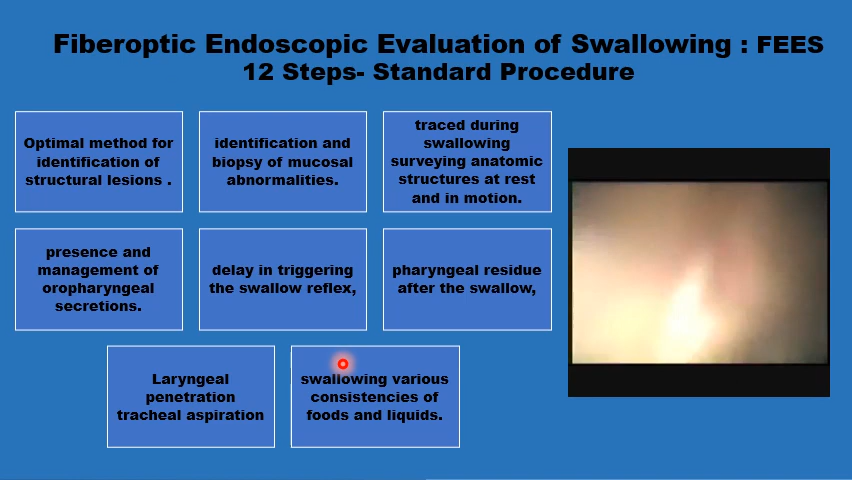 Fiberoptic Endoscopic Evaluation of Swallowing : FEES
12 Steps- Standard Procedure
Optimal method for
identification of
structural lesions .
identification and
biopsy of mucosal
abnormalities.
traced during
swallowing
surveying anatomic
structures at rest
and in motion.
presence and
management of
oropharyngeal
secretions.
delay in triggering
the swallow reflex,
pharyngeal residue
after the swallow,
Laryngeal
penetration
tracheal aspiration
swallowing various
consistencies of
foods and liquids.